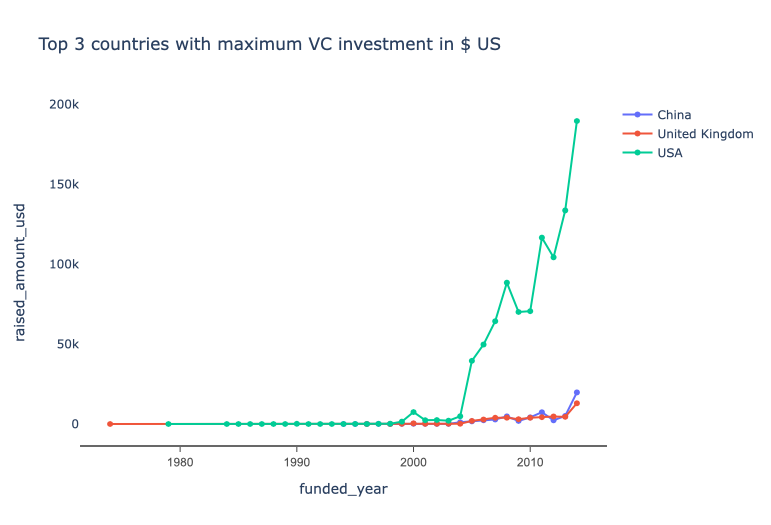 Top 3 countries with maximum VC investment in $ US
200k
150k
100k
50k
0
raised_amount_usd
1980
1990
2000
2010
funded_year
China
United Kingdom
USA